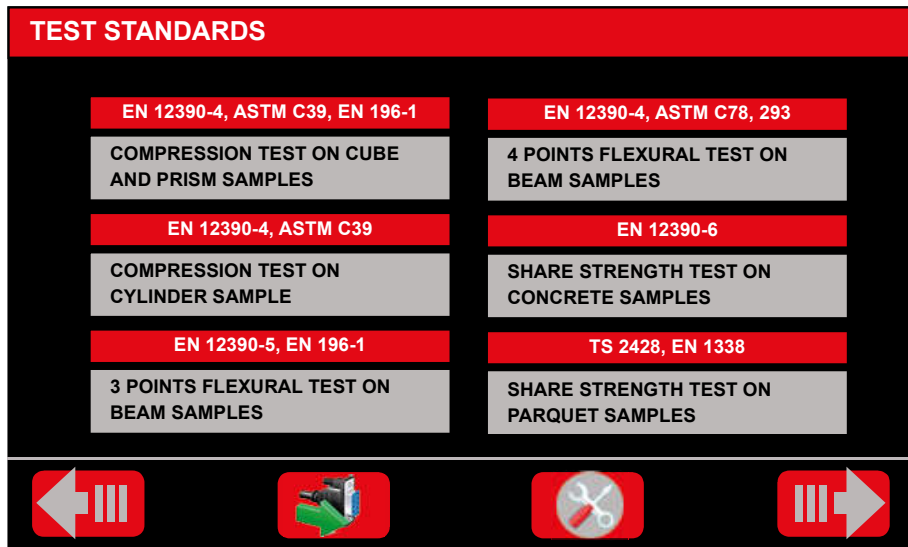 TEST STANDARDS
EN 12390-4, ASTM C39, EN 196-1
COMPRESSION TEST ON CUBE
AND PRISM SAMPLES
EN 12390-4, ASTM C39
COMPRESSION TEST ON
CYLINDER SAMPLE
EN 12390-5, EN 196-1
3 POINTS FLEXURAL TEST ON
BEAM SAMPLES
EN 12390-4, ASTM C78, 293
4 POINTS FLEXURAL TEST ON
BEAM SAMPLES
EN 12390-6
SHARE STRENGTH TEST ON
CONCRETE SAMPLES
TS 2428, EN 1338
SHARE STRENGTH TEST ON
PARQUET SAMPLES